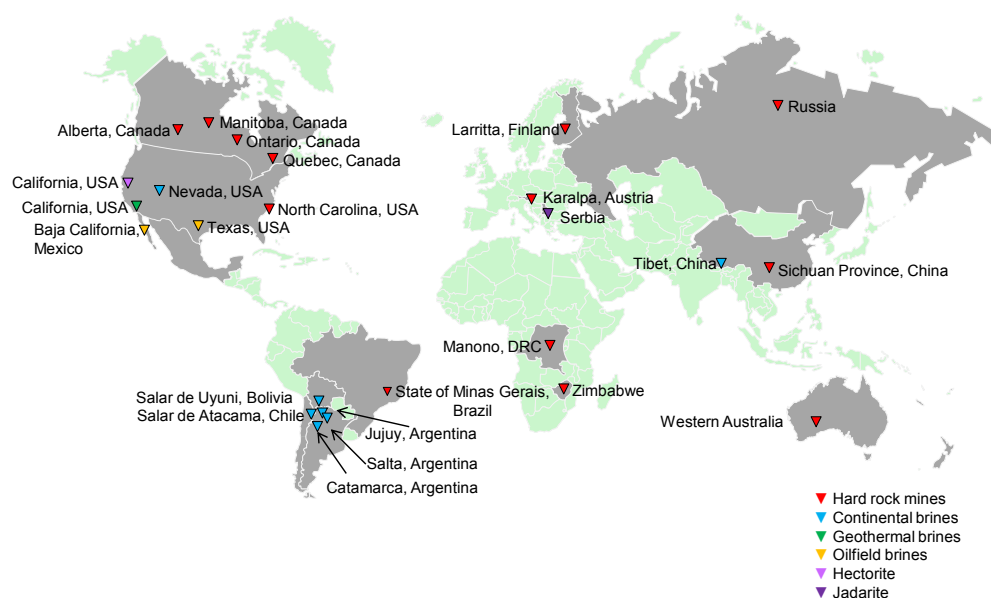 Manitoba, Canada
Alberta, Canada
Ontario, Canada
Quebec, Canada
California, USA
Nevada, USA
California, USA
North Carolina, USA
Baja California,
Mexico
Texas, USA
Larritta, Finland
Russia
Karalpa, Austria
Serbia
Tibet, China
Sichuan Province, China
Manono, DRC
Zimbabwe
State of Minas Gerais,
Brazil
Salar de Uyuni, Bolivia
Salar de Atacama, Chile
Jujuy, Argentina
Salta, Argentina
Catamarca, Argentina
Western Australia
Hard rock mines
Continental brines
Geothermal brines
Oilfield brines
Hectorite
Jadarite